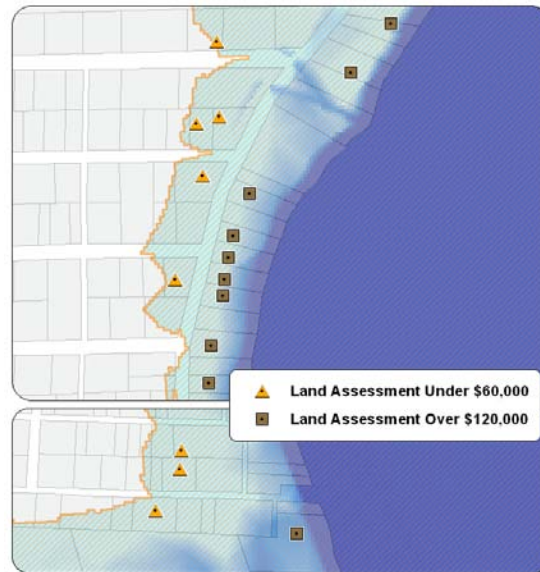 Land Assessment Under $60,000
Land Assessment Over $120,000